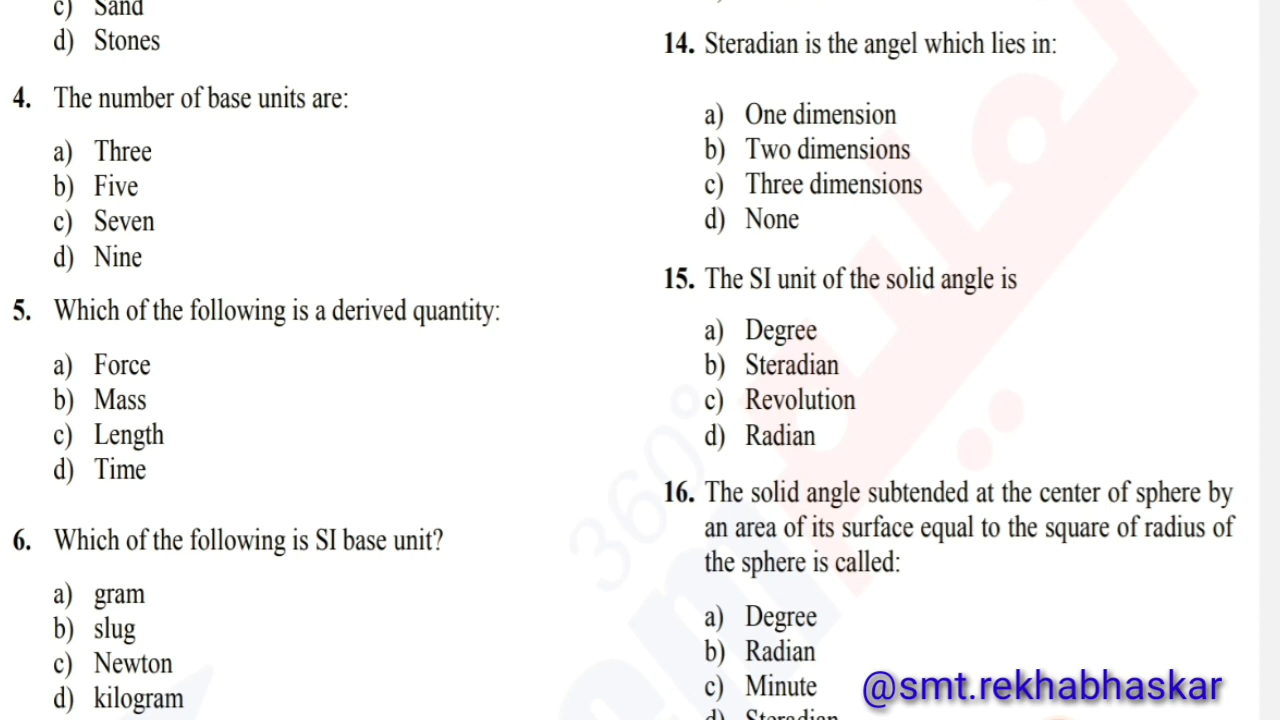 c) Sand
d) Stones
4. The number of base units are:
a) Three
b) Five
c) Seven
d) Nine
5. Which of the following is a derived quantity:
a) Force
b) Mass
c) Length
d) Time
6. Which of the following is SI base unit?
a) gram
b) slug
c) Newton
d) kilogram
14. Steradian is the angel which lies in:
a) One dimension
b) Two dimensions
c) Three dimensions
d) None
15. The SI unit of the solid angle is
a) Degree
b) Steradian
c) Revolution
d) Radian
16. The solid angle subtended at the center of sphere by
an area of its surface equal to the square of radius of
the sphere is called:
a) Degree
b) Radian
c) Minute
d) Steradian
@smt.rekhabhaskar
360°